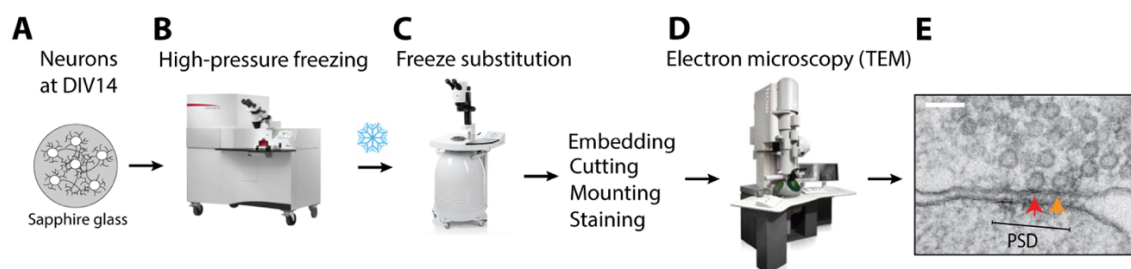 A
Neurons
at DIV14
Sapphire glass
B
High-pressure freezing
C
Freeze substitution
Embedding
Cutting
Mounting
Staining
D
Electron microscopy (TEM)
E
PSD